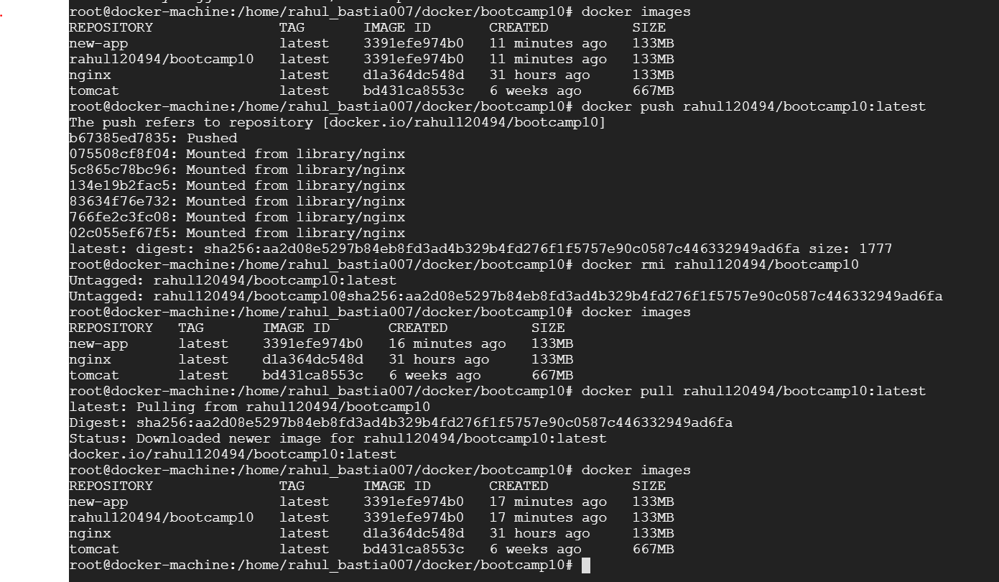 root@docker-machine:/home/rahul_bastia007/docker/bootcamp10# docker images
REPOSITORY               TAG       IMAGE ID       CREATED          SIZE
new-app                  latest    3391efe974b0   11 minutes ago   133MB
rahul120494/bootcamp10   latest    3391efe974b0   11 minutes ago   133MB
nginx                    latest    d1a364dc548d   31 hours ago     133MB
tomcat                   latest    bd431ca8553c   6 weeks ago      667MB
root@docker-machine:/home/rahul_bastia007/docker/bootcamp10# docker push rahul120494/bootcamp10:latest
The push refers to repository [docker.io/rahul120494/bootcamp10]
b67385ed7835: Pushed
075508cf8f04: Mounted from library/nginx
5c865c78bc96: Mounted from library/nginx
134e19b2fac5: Mounted from library/nginx
83634f76e732: Mounted from library/nginx
766fe2c3fc08: Mounted from library/nginx
02c055ef67f5: Mounted from library/nginx
latest: digest: sha256:aa2d08e5297b84eb8fd3ad4b329b4fd276f1f5757e90c0587c446332949ad6fa size: 1777
root@docker-machine:/home/rahul_bastia007/docker/bootcamp10# docker rmi rahul120494/bootcamp10
Untagged: rahul120494/bootcamp10:latest
Untagged: rahul120494/bootcamp10@sha256:aa2d08e5297b84eb8fd3ad4b329b4fd276f1f5757e90c0587c446332949ad6fa
root@docker-machine:/home/rahul_bastia007/docker/bootcamp10# docker images
REPOSITORY   TAG       IMAGE ID       CREATED          SIZE
new-app      latest    3391efe974b0   16 minutes ago   133MB
nginx        latest    d1a364dc548d   31 hours ago     133MB
tomcat       latest    bd431ca8553c   6 weeks ago      667MB
root@docker-machine:/home/rahul_bastia007/docker/bootcamp10# docker pull rahul120494/bootcamp10:latest
latest: Pulling from rahul120494/bootcamp10
Digest: sha256:aa2d08e5297b84eb8fd3ad4b329b4fd276f1f5757e90c0587c446332949ad6fa
Status: Downloaded newer image for rahul120494/bootcamp10:latest
docker.io/rahul120494/bootcamp10:latest
root@docker-machine:/home/rahul_bastia007/docker/bootcamp10# docker images
REPOSITORY               TAG       IMAGE ID       CREATED          SIZE
new-app                  latest    3391efe974b0   17 minutes ago   133MB
rahul120494/bootcamp10   latest    3391efe974b0   17 minutes ago   133MB
nginx                    latest    d1a364dc548d   31 hours ago     133MB
tomcat                   latest    bd431ca8553c   6 weeks ago      667MB
root@docker-machine:/home/rahul_bastia007/docker/bootcamp10#